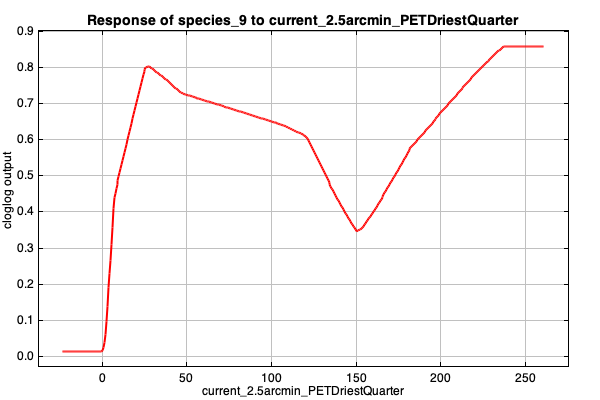 Response of species_9 to current_2.5arcmin_PETDriestQuarter
0.9
0.8
0.7
0.6
0.5
0.4
0.3
0.2
0.1
0.0
cloglog output
0 50 100 150 200 250
current_2.5arcmin_PETDriestQuarter